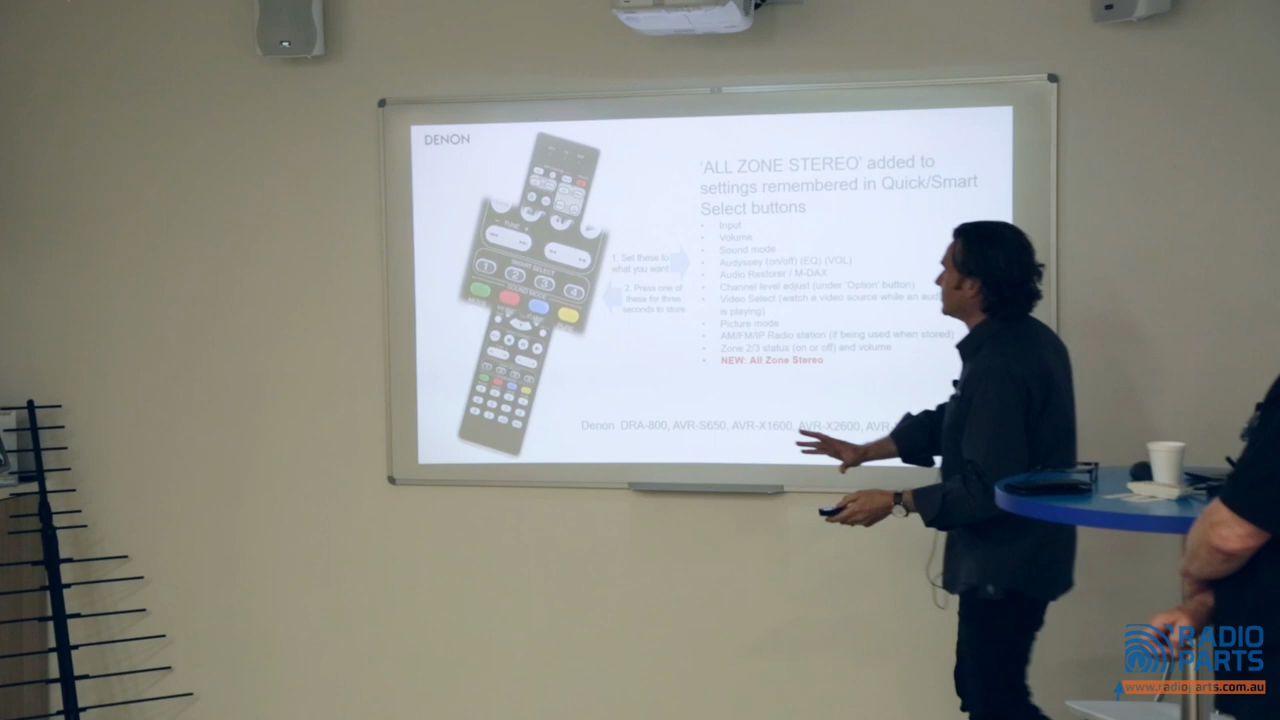 DENON
'ALL ZONE STEREO' added to
settings remembered in Quick/Smart
Select buttons
• Input
• Volume
• Sound mode
• Audyssey (on/off) (EQ) (VOL)
• Audio Restorer / M-DAX
• Channel level adjust (under 'Option' button)
• Video Select (watch a video source while an
is playing)
• Picture mode
• AM/FM/IP Radio station (if being used when stored)
• Zone 2/3 status (on or off) and volume
• NEW: All Zone Stereo
1. Set these to
what you want
2. Press one of
these for three
seconds to store
TUNE
SMART SELECT
1 2 3 4
SOUND MODE
Denon DRA-800, AVR-S650, AVR-X1600, AVR-X2600, AVR-
RADIO
PARTS
www.radioparts.com.au